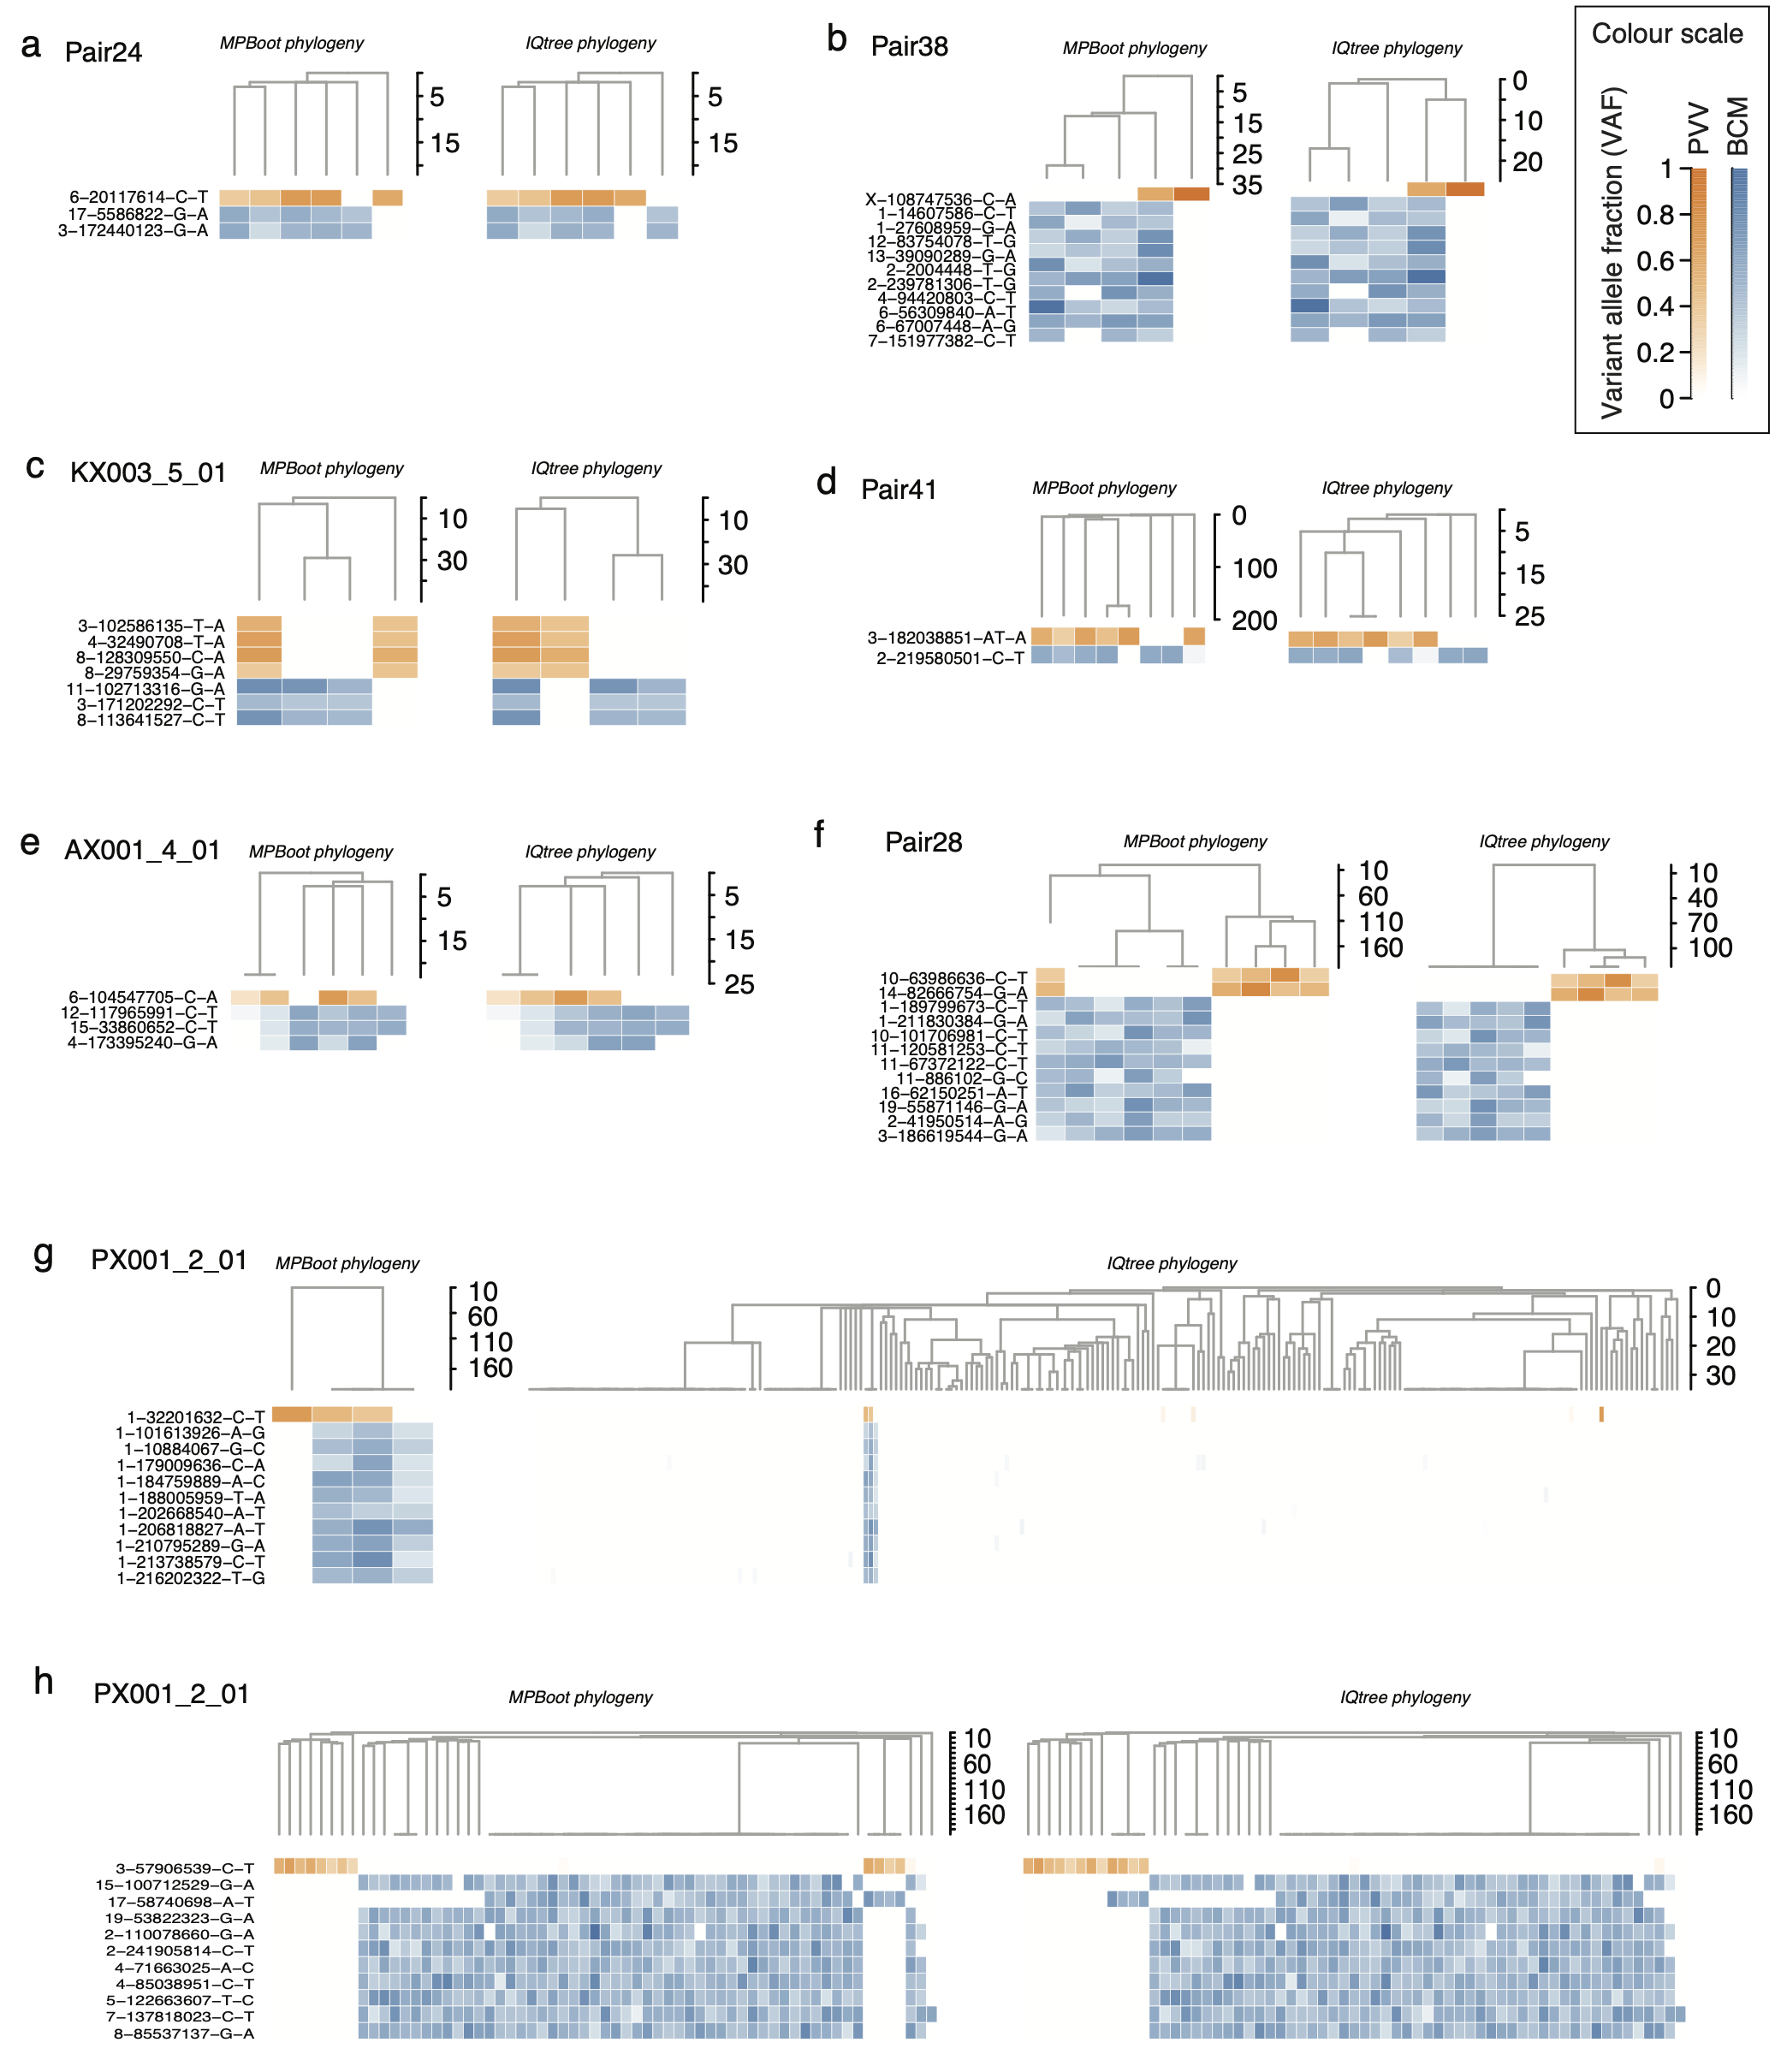 a Pair24
MPBoot phylogeny
IQtree phylogeny
5
15
5
15
6–20117614–C–T
17–5586822–G–A
3–172440123–G–A
b Pair38
MPBoot phylogeny
IQtree phylogeny
5
15
25
35
0
10
20
X–108747536–C–A
1–14607586–C–T
1–27608959–G–A
12–83754078–T–G
13–39090289–G–A
2–2004448–T–G
2–239781306–T–G
4–94420803–C–T
6–56309840–A–T
6–67007448–A–G
7–151977382–C–T
Colour scale
Variant allele fraction (VAF)
PVV
BCM
1
0.8
0.6
0.4
0.2
0
c KX003_5_01
MPBoot phylogeny
IQtree phylogeny
10
30
10
30
3–102586135–T–A
4–32490708–T–A
8–128309550–C–A
8–29759354–G–A
11–102713316–G–A
3–171202292–C–T
8–113641527–C–T
d Pair41
MPBoot phylogeny
IQtree phylogeny
0
100
200
5
15
25
3–182038851–AT–A
2–219580501–C–T
e AX001_4_01
MPBoot phylogeny
IQtree phylogeny
5
15
5
15
25
6–104547705–C–A
12–117965991–C–T
15–33860652–C–T
4–173395240–G–A
f Pair28
MPBoot phylogeny
IQtree phylogeny
10
60
110
160
10
40
70
100
10–63986636–C–T
14–82666754–G–A
1–189799673–C–T
1–211830384–G–A
10–101706981–C–T
11–120581253–C–T
11–67372122–C–T
11–886102–G–C
16–62150251–A–T
19–55871146–G–A
2–41950514–A–G
3–186619544–G–A
g PX001_2_01
MPBoot phylogeny
IQtree phylogeny
10
60
110
160
0
10
20
30
1–32201632–C–T
1–101613926–A–G
1–10884067–G–C
1–179009636–C–A
1–184759889–A–C
1–188005959–T–A
1–202668540–A–T
1–206818827–A–T
1–210795289–G–A
1–213738579–C–T
1–216202322–T–G
h PX001_2_01
MPBoot phylogeny
IQtree phylogeny
10
60
110
160
10
60
110
160
3–57906539–C–T
15–100712529–G–A
17–58740698–A–T
19–53822323–G–A
2–110078660–G–A
2–241905814–C–T
4–71663025–A–C
4–85038951–C–T
5–122663607–T–C
7–137818023–C–T
8–85537137–G–A